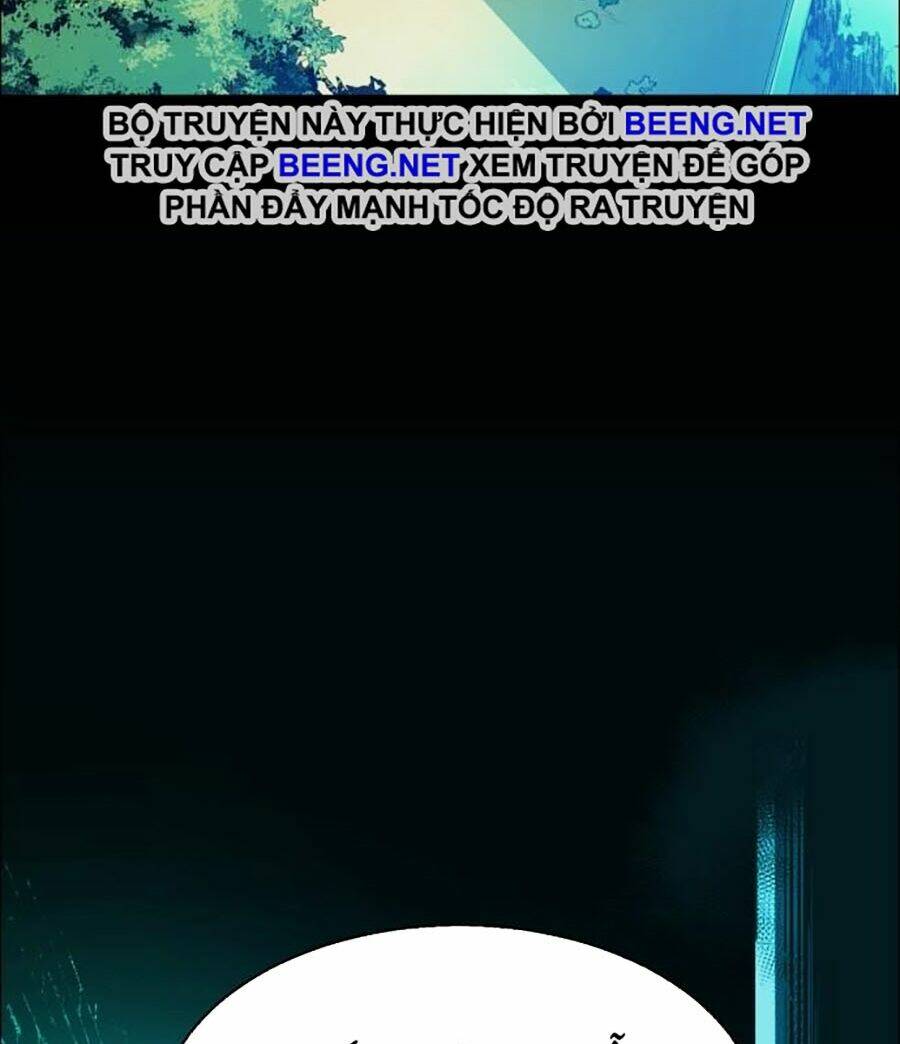 BỘ TRUYỆN NÀY THỰC HIỆN BỞI BEENG.NET
TRUY CẬP BEENG.NET XEM TRUYỆN ĐỂ GÓP
PHẦN ĐẨY MẠNH TỐC ĐỘ RA TRUYỆN